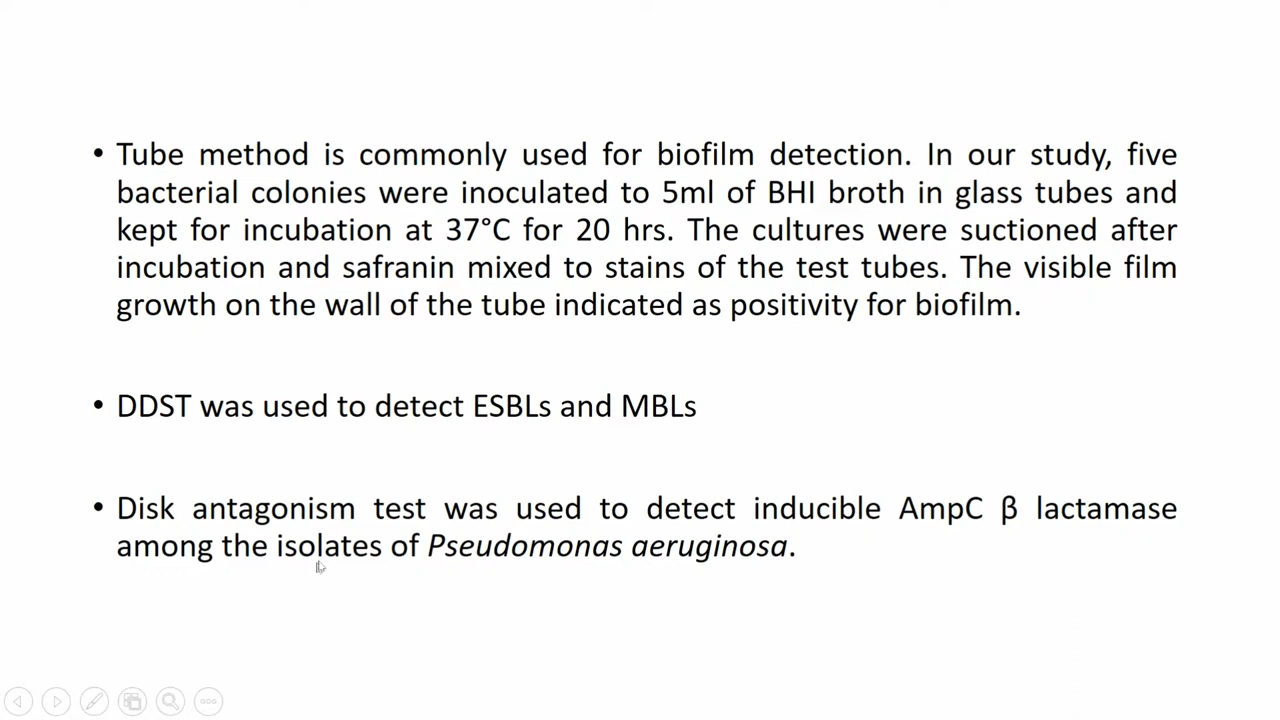 • Tube method is commonly used for biofilm detection. In our study, five
bacterial colonies were inoculated to 5ml of BHI broth in glass tubes and
kept for incubation at 37°C for 20 hrs. The cultures were suctioned after
incubation and safranin mixed to stains of the test tubes. The visible film
growth on the wall of the tube indicated as positivity for biofilm.
• DDST was used to detect ESBLs and MBLs
• Disk antagonism test was used to detect inducible AmpC β lactamase
among the isolates of Pseudomonas aeruginosa.